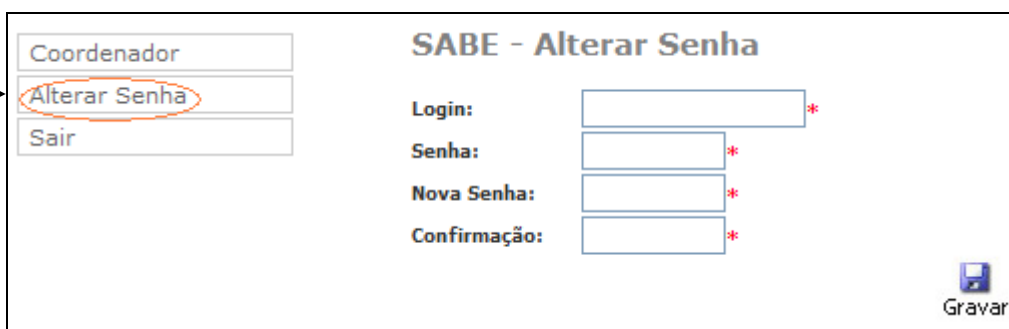 Coordenador
Alterar Senha
Sair
SABE - Alterar Senha
Login: *
Senha: *
Nova Senha: *
Confirmação: *
Gravar